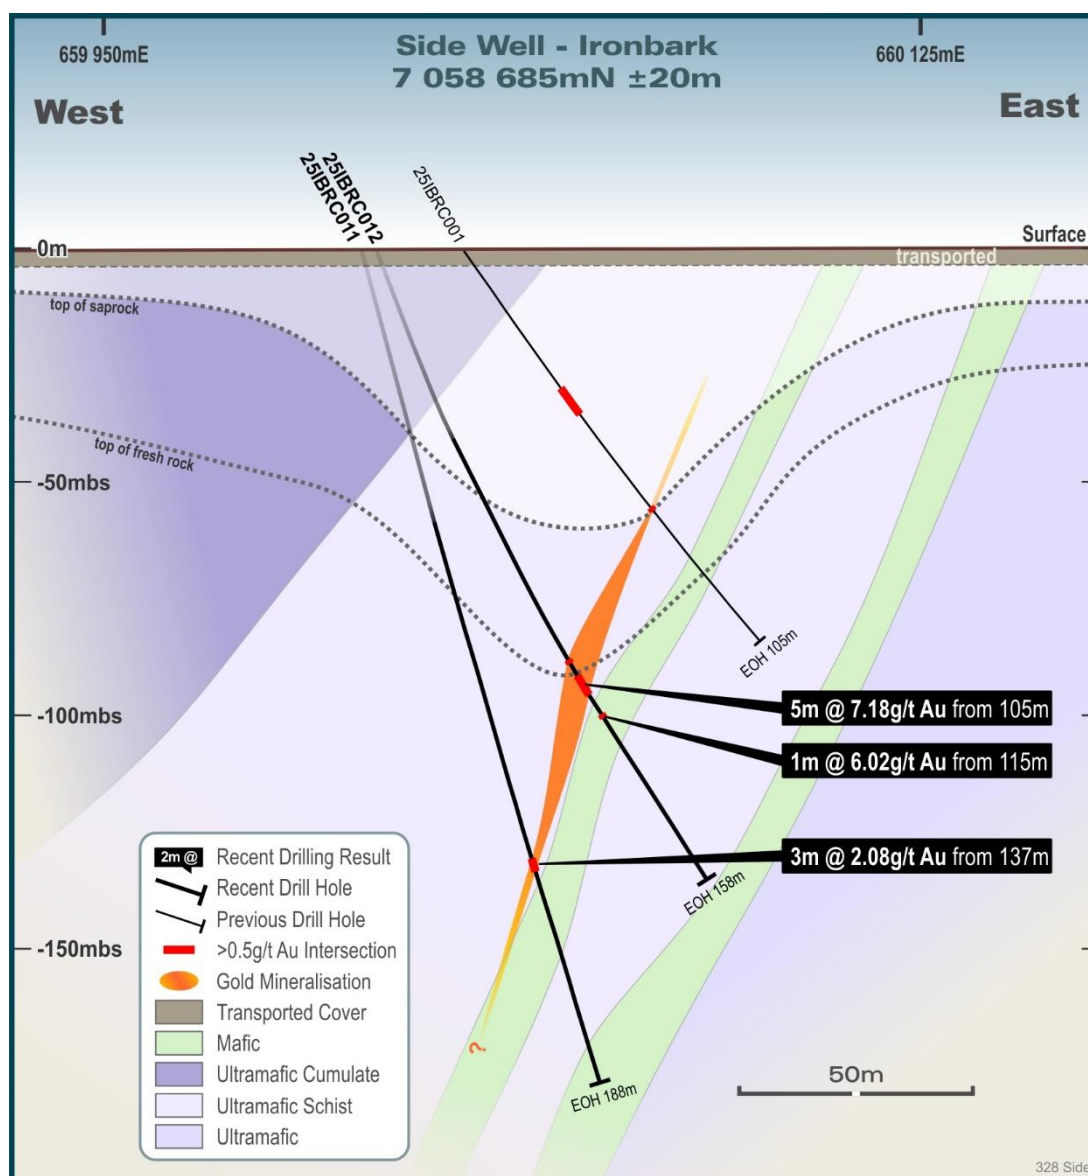 Side Well - Ironbark
7 058 685mN ±20m
659 950mE
660 125mE
West
East
25IBRC011
25IBRC012
25IBRC001
0m
Surface
transported
top of saprock
top of fresh rock
-50mbs
-100mbs
-150mbs
EOH 105m
5m @ 7.18g/t Au from 105m
1m @ 6.02g/t Au from 115m
3m @ 2.08g/t Au from 137m
EOH 158m
EOH 188m
?
2m @ Recent Drilling Result
Recent Drill Hole
Previous Drill Hole
>0.5g/t Au Intersection
Gold Mineralisation
Transported Cover
Mafic
Ultramafic Cumulate
Ultramafic Schist
Ultramafic
50m
328 Side